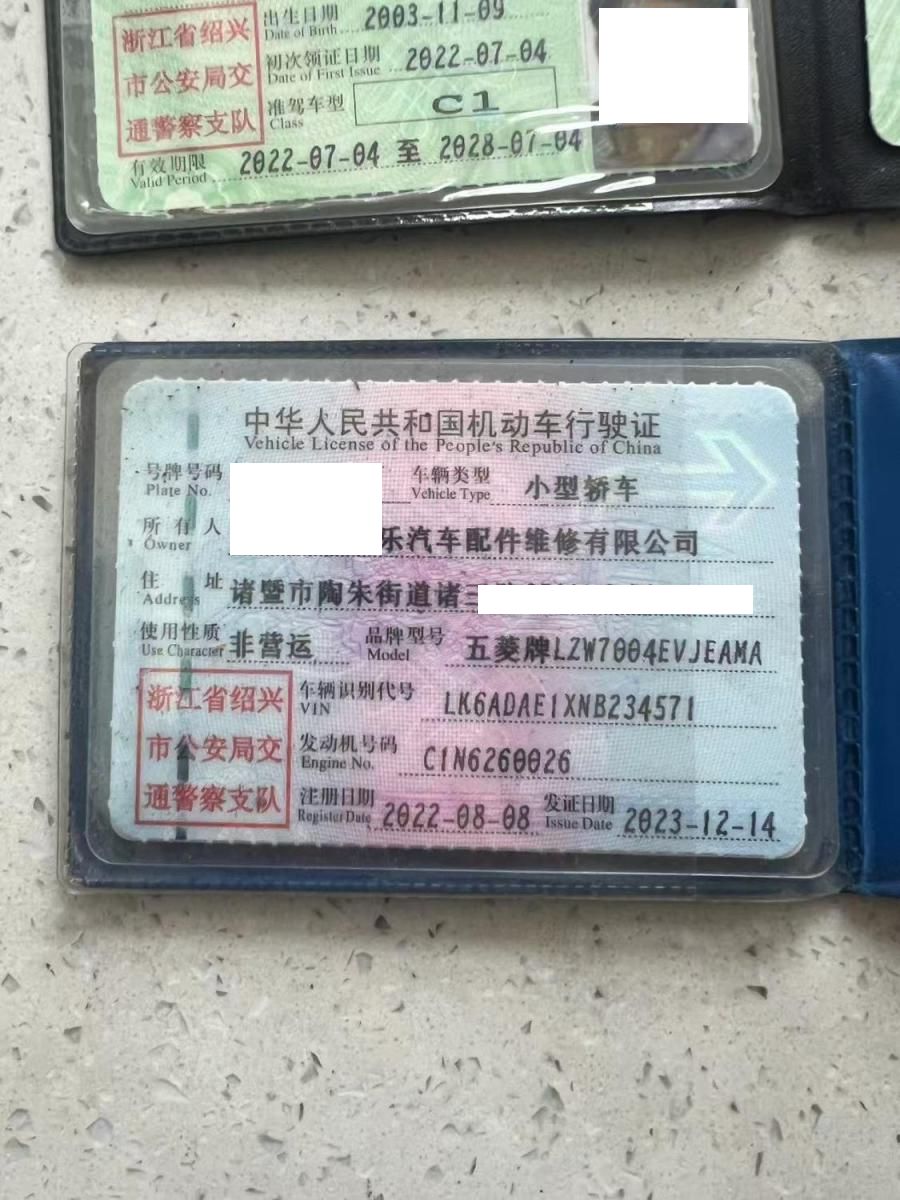 浙江省绍兴
市公安局交
通警察支队
出生日期 2003-11-09
Date of Birth
初次领证日期 2022-07-04
Date of First Issue
准驾车型 C1
Class
有效期限 2022-07-04 至 2028-07-04
Valid Period
中华人民共和国机动车行驶证
Vehicle License of the People's Republic of China
号牌号码 车辆类型 小型轿车
Plate No. Vehicle Type
所有人 乐汽车配件维修有限公司
Owner
住址 诸暨市陶朱街道诸三
Address
使用性质 非营运 品牌型号 五菱牌LZW7004EVJEAMA
Use Character Model
浙江省绍兴
市公安局交
通警察支队
车辆识别代号 LK6ADAE1XNB234571
VIN
发动机号码 C1N6260026
Engine No.
注册日期 2022-08-08 发证日期 2023-12-14
Register Date Issue Date